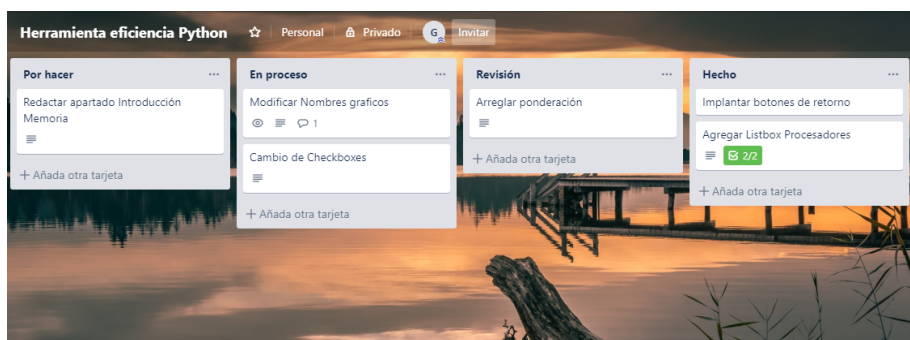 Herramienta eficiencia Python Personal Privado G Invitar
Por hacer
Redactar apartado Introducción
Memoria
+ Añada otra tarjeta
En proceso
Modificar Nombres graficos
1
Cambio de Checkboxes
+ Añada otra tarjeta
Revisión
Arreglar ponderación
+ Añada otra tarjeta
Hecho
Implantar botones de retorno
Agregar Listbox Procesadores
2/2
+ Añada otra tarjeta